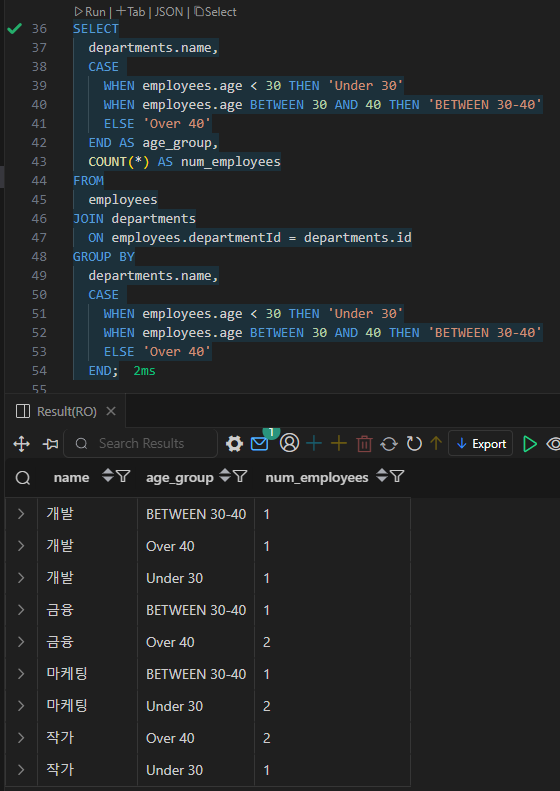 Run | Tab | JSON | Select
36 SELECT
37 departments.name,
38 CASE
39 WHEN employees.age < 30 THEN 'Under 30'
40 WHEN employees.age BETWEEN 30 AND 40 THEN 'BETWEEN 30-40'
41 ELSE 'Over 40'
42 END AS age_group,
43 COUNT(*) AS num_employees
44 FROM
45 employees
46 JOIN departments
47 ON employees.departmentId = departments.id
48 GROUP BY
49 departments.name,
50 CASE
51 WHEN employees.age < 30 THEN 'Under 30'
52 WHEN employees.age BETWEEN 30 AND 40 THEN 'BETWEEN 30-40'
53 ELSE 'Over 40'
54 END; 2ms
55
Result(RO)
Search Results 1 Export
name age_group num_employees
개발 BETWEEN 30-40 1
개발 Over 40 1
개발 Under 30 1
금융 BETWEEN 30-40 1
금융 Over 40 2
마케팅 BETWEEN 30-40 1
마케팅 Under 30 2
작가 Over 40 2
작가 Under 30 1